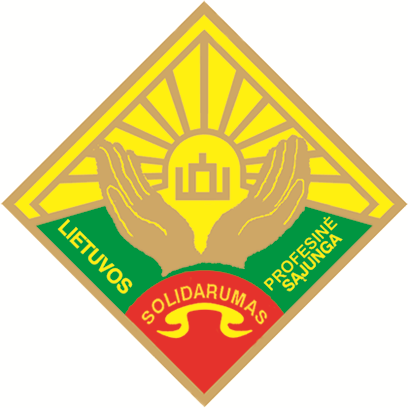 LIETUVOS
SOLIDARUMAS
PROFESINĖ
SĄJUNGA